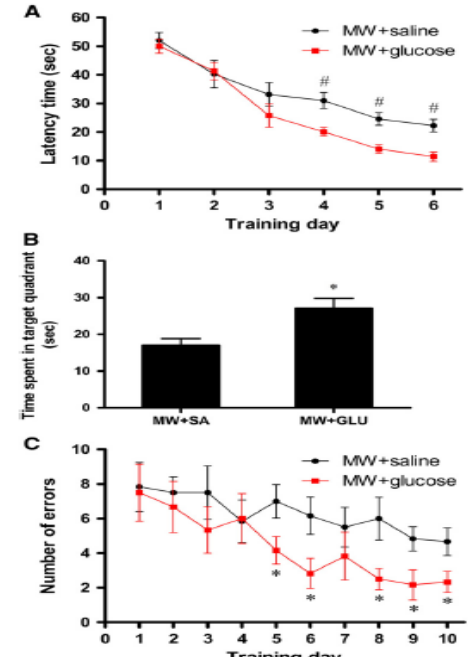 A
60
50
40
30
20
10
0
Latency time (sec)
MW+saline
MW+glucose
# # #
0 1 2 3 4 5 6
Training day
B
40
30
20
10
0
Time spent in target quadrant
(sec)
*
MW+SA MW+GLU
C
10
8
6
4
2
0
Number of errors
MW+saline
MW+glucose
* * * * *
0 1 2 3 4 5 6 7 8 9 10
Training day